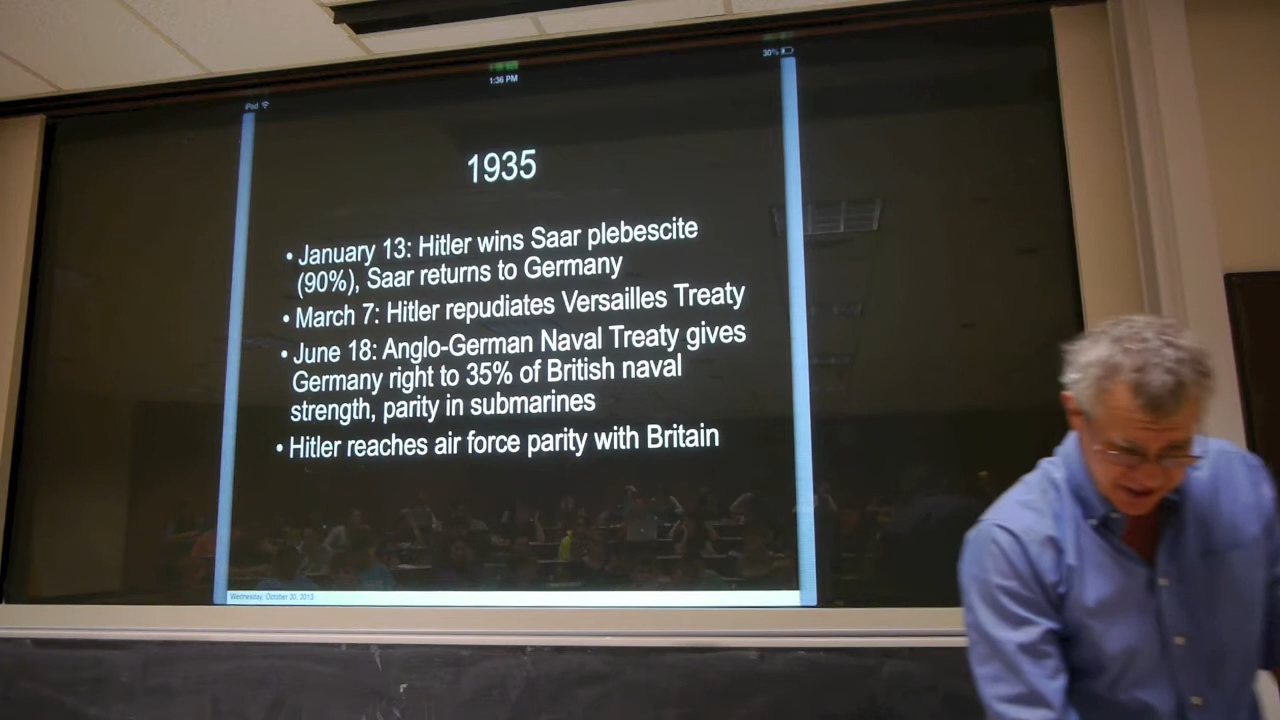 1:36 PM
30%
iPod
1935
• January 13: Hitler wins Saar plebescite
(90%), Saar returns to Germany
• March 7: Hitler repudiates Versailles Treaty
• June 18: Anglo-German Naval Treaty gives
Germany right to 35% of British naval
strength, parity in submarines
• Hitler reaches air force parity with Britain
Wednesday, October 30, 2013